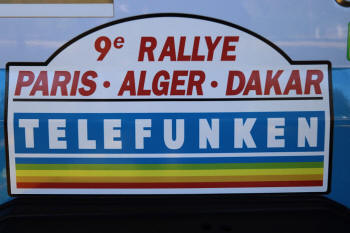 9e RALLYE
PARIS · ALGER · DAKAR
TELEFUNKEN